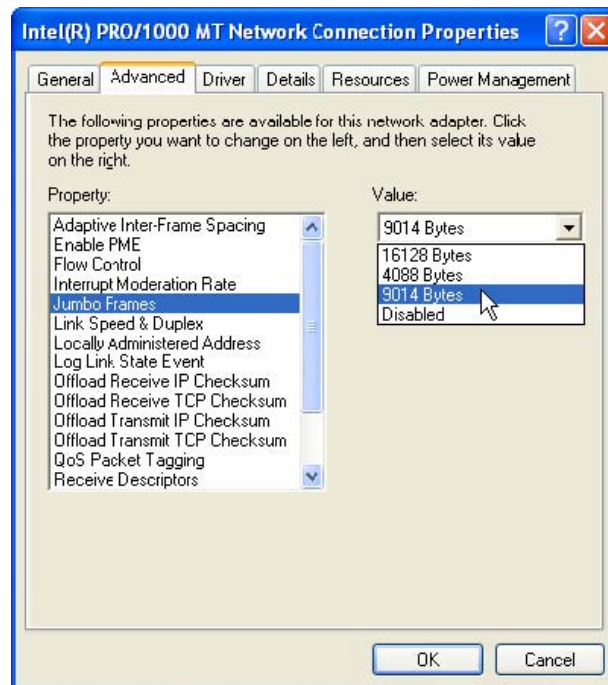 Intel(R) PRO/1000 MT Network Connection Properties
General Advanced Driver Details Resources Power Management
The following properties are available for this network adapter. Click
the property you want to change on the left, and then select its value
on the right.
Property:
Adaptive Inter-Frame Spacing
Enable PME
Flow Control
Interrupt Moderation Rate
Jumbo Frames
Link Speed & Duplex
Locally Administered Address
Log Link State Event
Offload Receive IP Checksum
Offload Receive TCP Checksum
Offload Transmit IP Checksum
Offload Transmit TCP Checksum
QoS Packet Tagging
Receive Descriptors
Value:
9014 Bytes
16128 Bytes
4088 Bytes
9014 Bytes
Disabled
OK Cancel